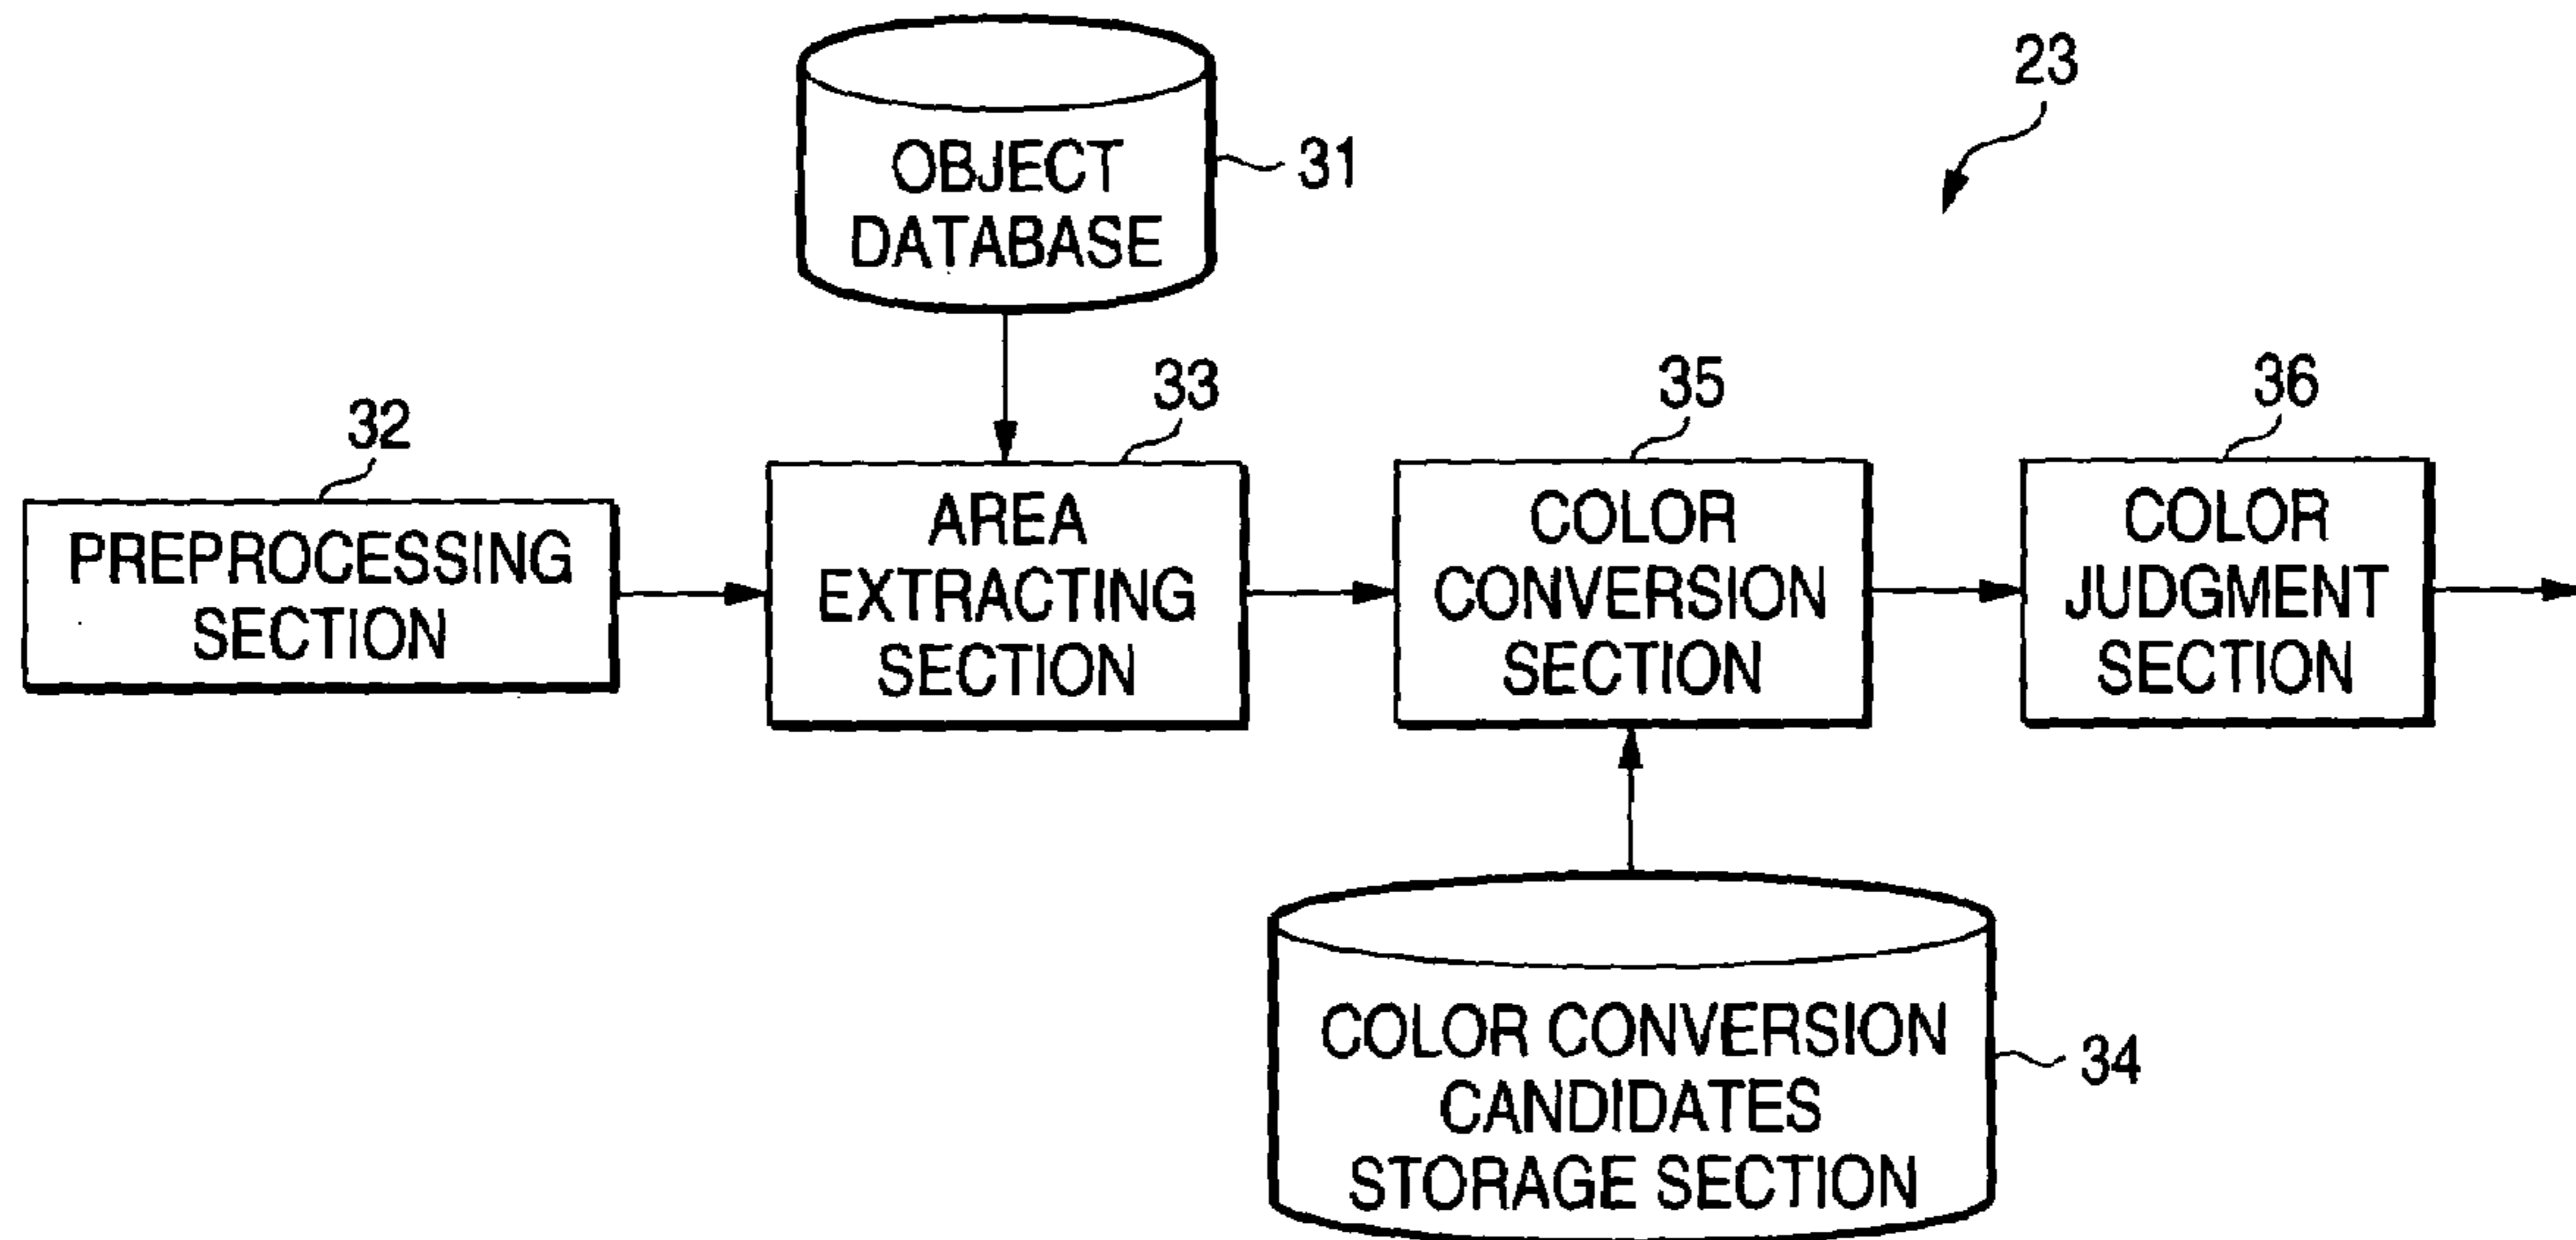 23
OBJECT
DATABASE
31
32
PREPROCESSING
SECTION
33
AREA
EXTRACTING
SECTION
35
COLOR
CONVERSION
SECTION
36
COLOR
JUDGMENT
SECTION
COLOR CONVERSION
CANDIDATES
STORAGE SECTION
34